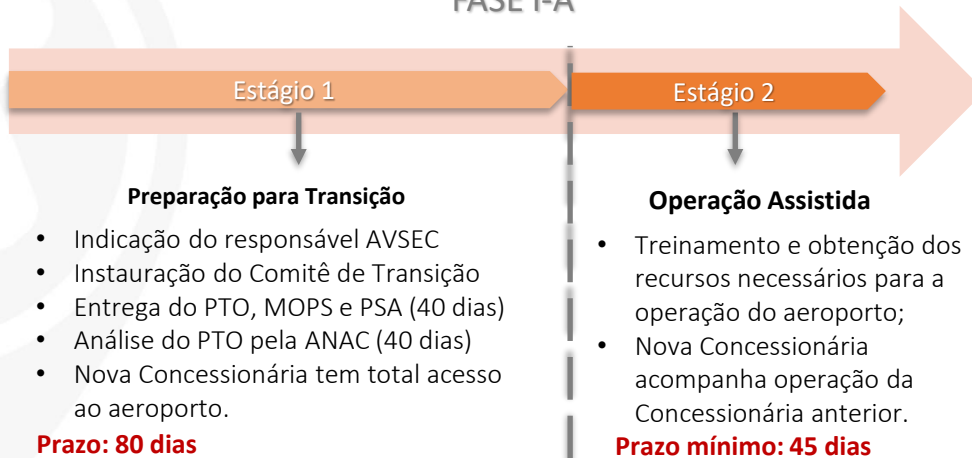 FASE I-A
Estágio 1
Estágio 2
Preparação para Transição
• Indicação do responsável AVSEC
• Instauração do Comitê de Transição
• Entrega do PTO, MOPS e PSA (40 dias)
• Análise do PTO pela ANAC (40 dias)
• Nova Concessionária tem total acesso
ao aeroporto.
Prazo: 80 dias
Operação Assistida
• Treinamento e obtenção dos
recursos necessários para a
operação do aeroporto;
• Nova Concessionária
acompanha operação da
Concessionária anterior.
Prazo mínimo: 45 dias